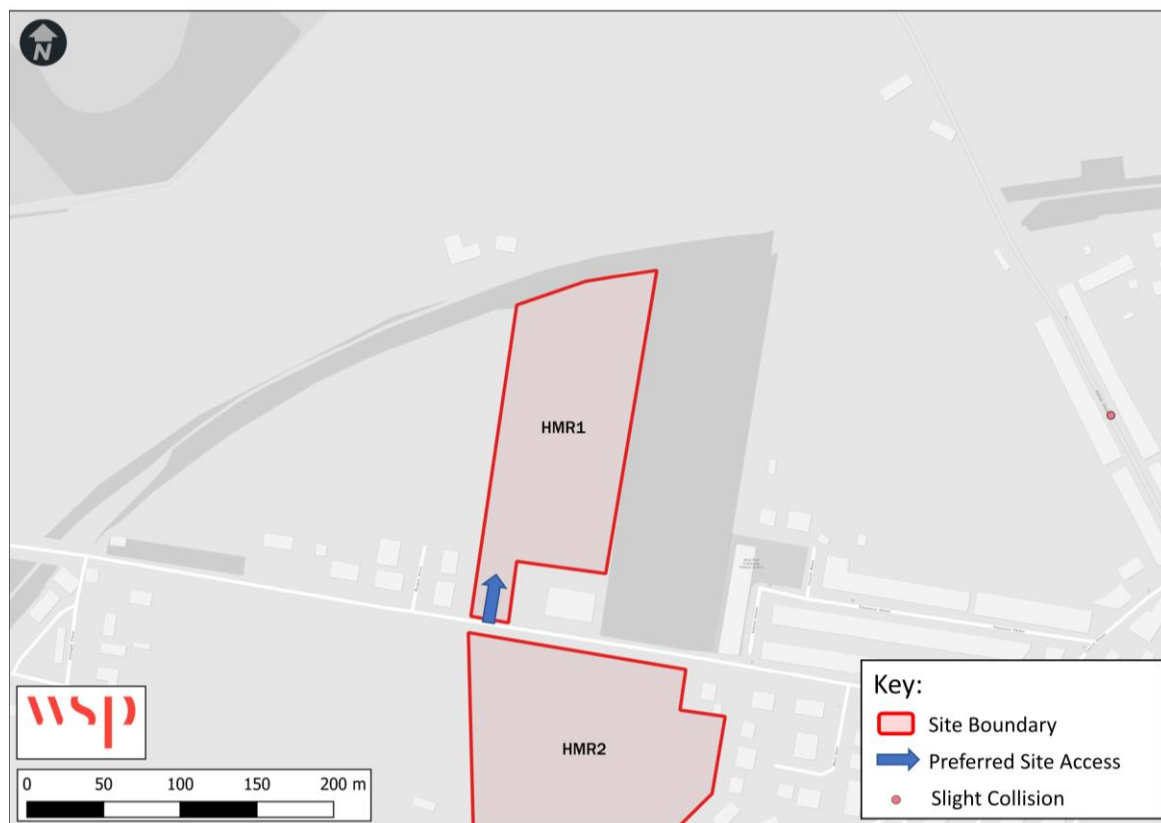 N
HMR1
HMR2
wsp
0 50 100 150 200 m
Key:
Site Boundary
Preferred Site Access
Slight Collision